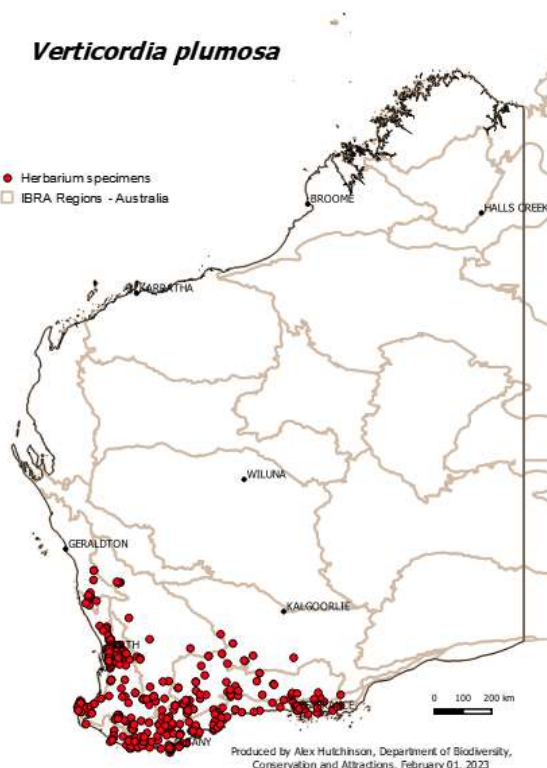 Verticordia plumosa
Herbarium specimens
IBRA Regions - Australia
BROOME
HALLS CREEK
WILUNA
GERALDTON
KALGOORLIE
0 100 200 km
Produced by Alex Hutchinson, Department of Biodiversity,
Conservation and Attractions, February 01, 2023